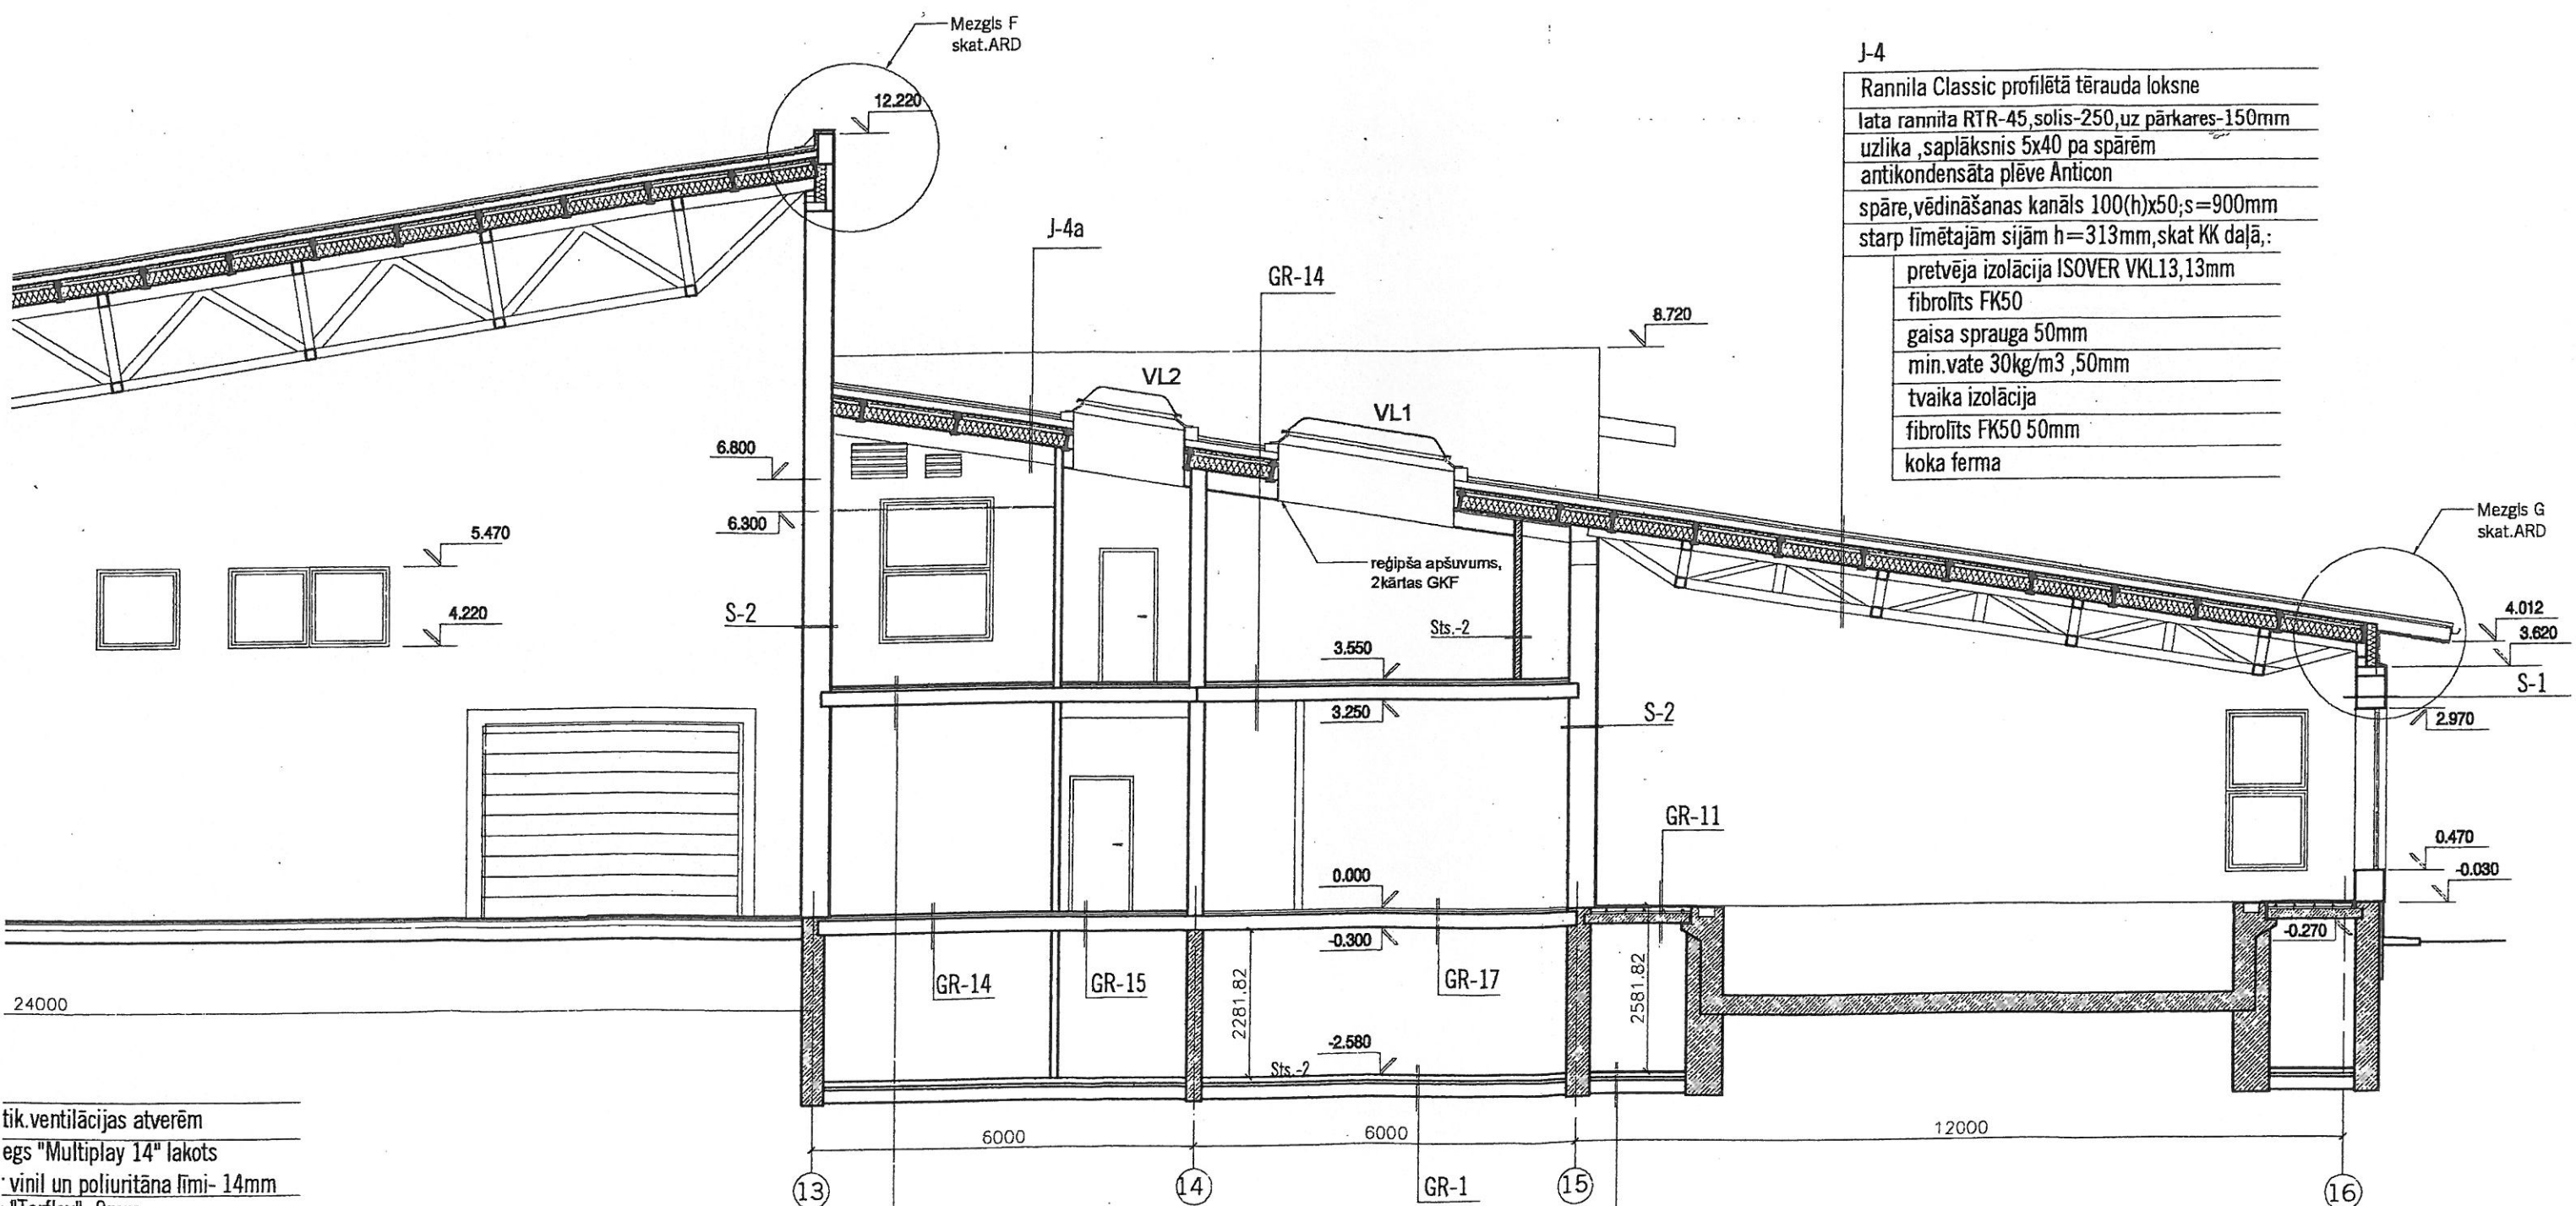 Mezgls F
skat.ARD
12.220
J-4a
GR-14
8.720
J-4
Rannila Classic profilētā tērauda loksne
lata rannila RTR-45,solis-250,uz pārkares-150mm
uzlika ,saplāksnis 5x40 pa spārēm
antikondensāta plēve Anticon
spāre,vēdināšanas kanāls 100(h)x50;s=900mm
starp līmētajām sijām h=313mm,skat KK daļā,:
pretvēja izolācija ISOVER VKL13,13mm
fibrolīts FK50
gaisa sprauga 50mm
min.vate 30kg/m3 ,50mm
tvaika izolācija
fibrolīts FK50 50mm
koka ferma
VL2
VL1
6.800
6.300
5.470
4.220
S-2
reģipša apšuvums,
2kārtas GKF
Sts.-2
3.550
3.250
S-2
Mezgls G
skat.ARD
4.012
3.620
S-1
2.970
GR-11
0.470
-0.030
0.000
-0.300
-0.270
GR-14
GR-15
GR-17
2281.82
2581.82
24000
-2.580
Sts.-2
6000
6000
12000
13
14
15
16
GR-1
tik.ventilācijas atverēm
egs "Multiplay 14" lakots
vinil un poliuritāna līmi- 14mm